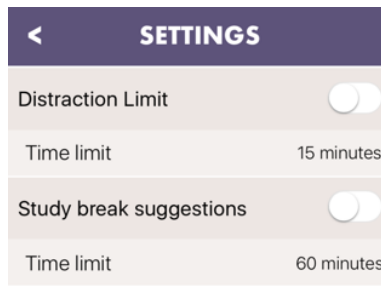 < SETTINGS
Distraction Limit
Time limit 15 minutes
Study break suggestions
Time limit 60 minutes